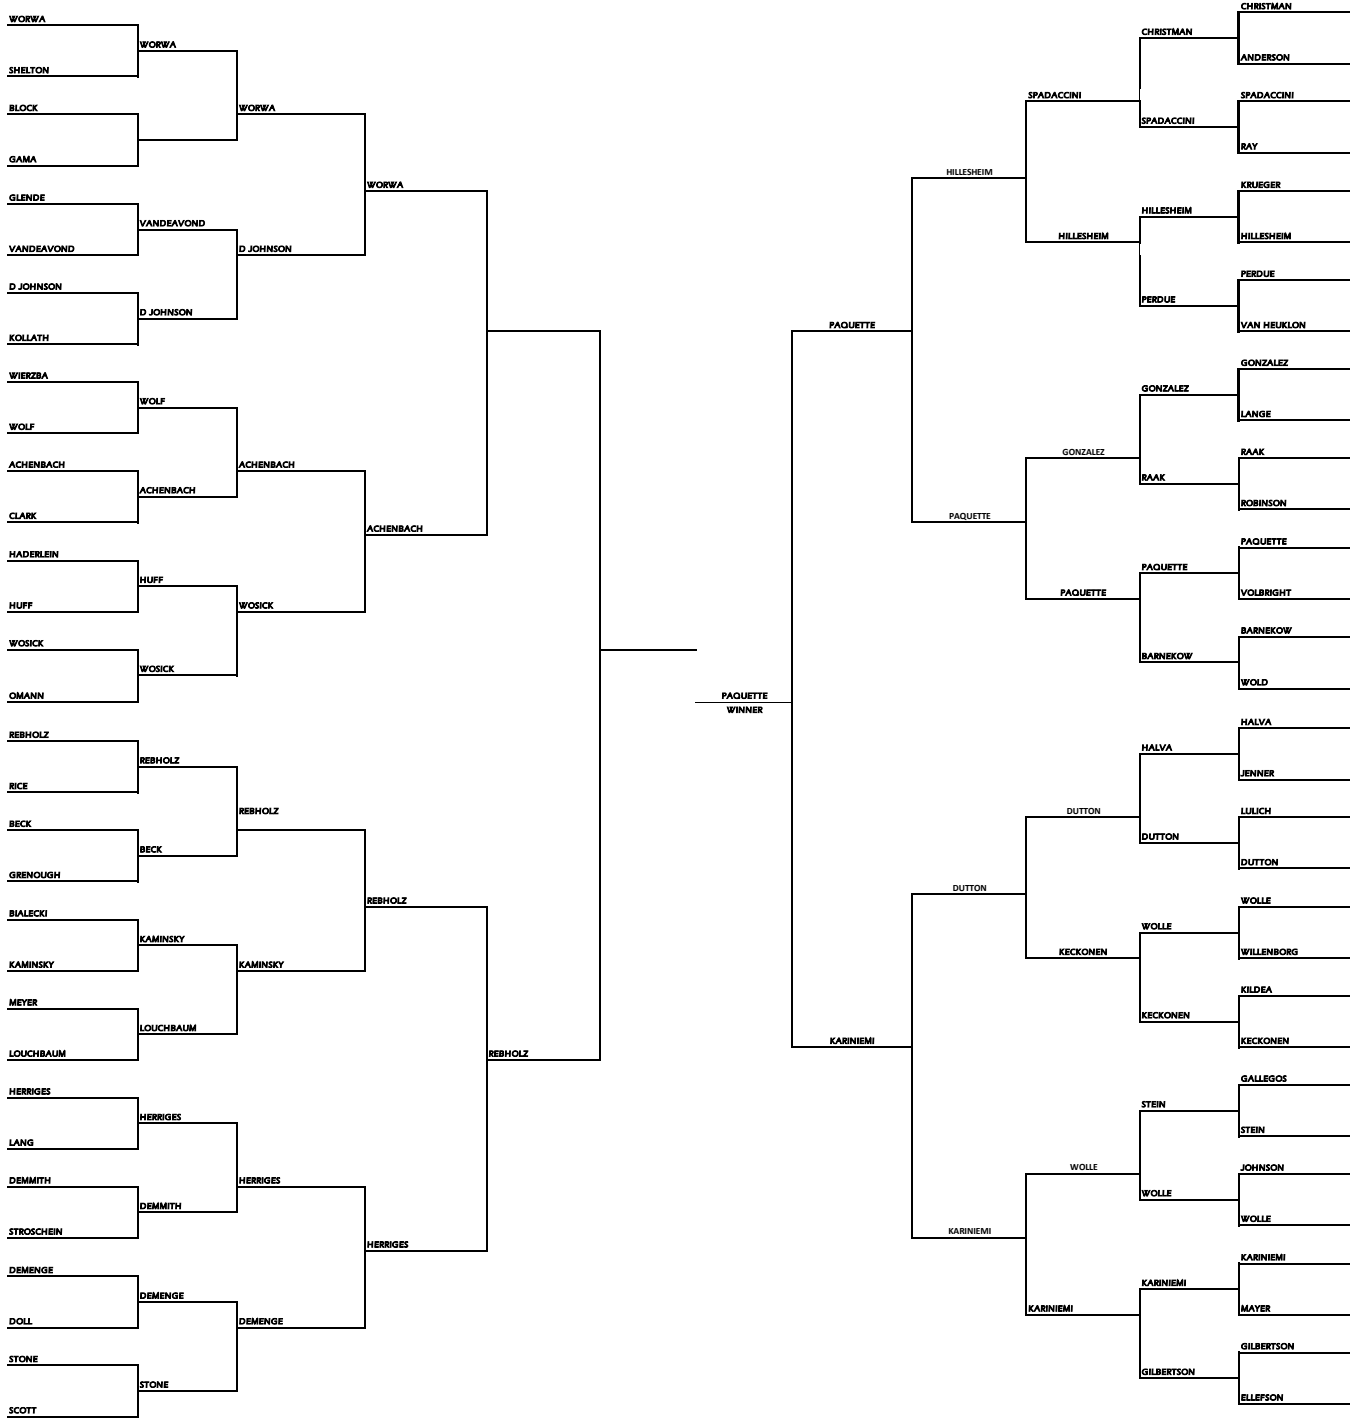 WORWA
SHELTON
BLOCK
GAMA
GLENDE
VANDEAVOND
D JOHNSON
KOLLATH
WIERZBA
WOLF
ACHENBACH
CLARK
HADERLEIN
HUFF
WOSICK
OMANN
REBHOLZ
RICE
BECK
GRENOUGH
BIALECKI
KAMINSKY
MEYER
LOUCHBAUM
HERRIGES
LANG
DEMMITH
STROSCHEIN
DEMENGE
DOLL
STONE
SCOTT
WORWA
VANDEAVOND
D JOHNSON
WOLF
ACHENBACH
HUFF
WOSICK
REBHOLZ
BECK
KAMINSKY
LOUCHBAUM
HERRIGES
DEMMITH
DEMENGE
STONE
WORWA
D JOHNSON
ACHENBACH
WOSICK
REBHOLZ
KAMINSKY
HERRIGES
DEMENGE
WORWA
ACHENBACH
REBHOLZ
HERRIGES
REBHOLZ
PAQUETTE
WINNER
PAQUETTE
KARINIEMI
HILLESHEIM
PAQUETTE
DUTTON
KARINIEMI
SPADACCINI
HILLESHEIM
GONZALEZ
PAQUETTE
DUTTON
KECKONEN
WOLLE
KARINIEMI
CHRISTMAN
SPADACCINI
HILLESHEIM
PERDUE
GONZALEZ
RAAK
PAQUETTE
BARNEKOW
HALVA
DUTTON
WOLLE
KECKONEN
STEIN
WOLLE
KARINIEMI
GILBERTSON
CHRISTMAN
ANDERSON
SPADACCINI
RAY
KRUEGER
HILLESHEIM
PERDUE
VAN HEUKLON
GONZALEZ
LANGE
RAAK
ROBINSON
PAQUETTE
VOLBRIGHT
BARNEKOW
WOLD
HALVA
JENNER
LULICH
DUTTON
WOLLE
WILLENBORG
KILDEA
KECKONEN
GALLEGOS
STEIN
JOHNSON
WOLLE
KARINIEMI
MAYER
GILBERTSON
ELLEFSON